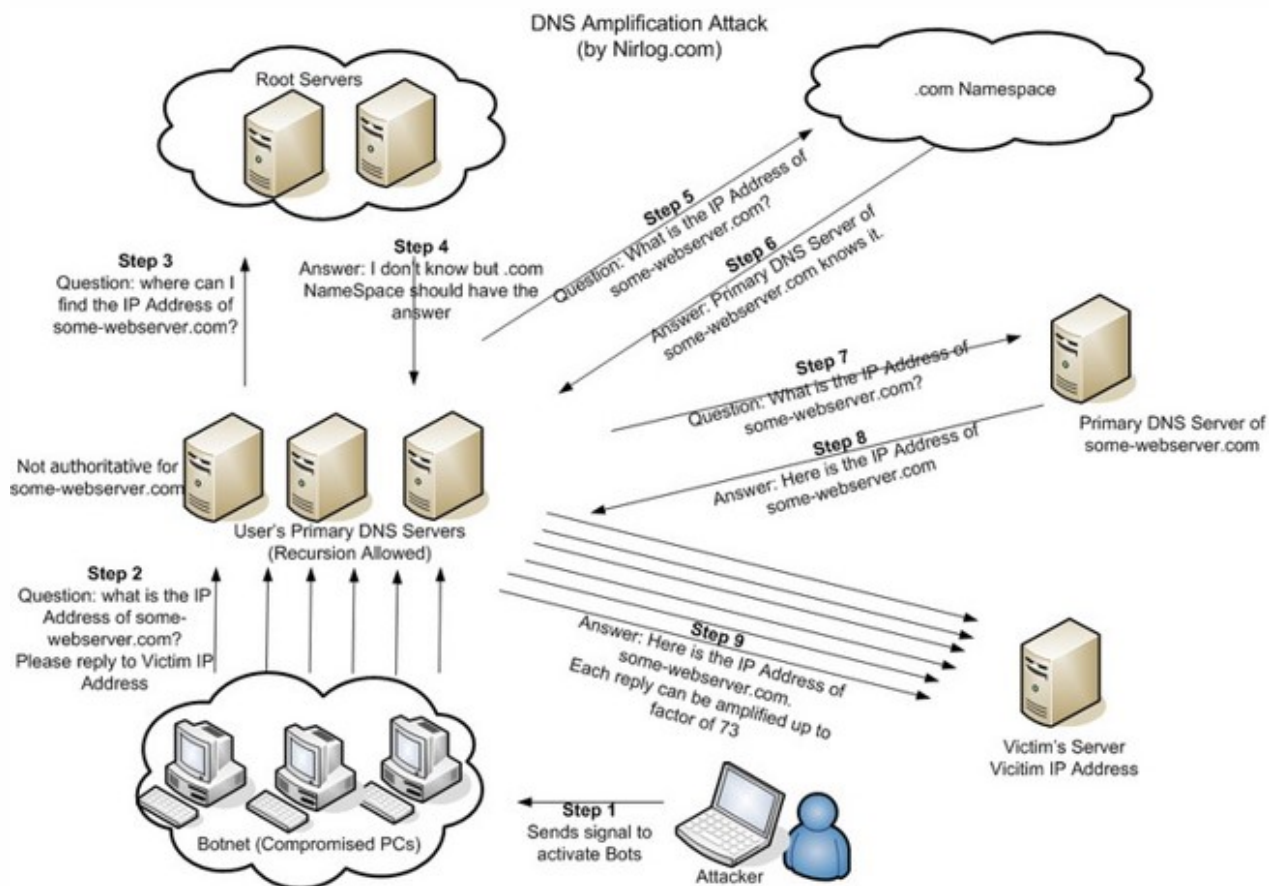 DNS Amplification Attack
(by Nirlog.com)
Root Servers
.com Namespace
Step 3
Question: where can I
find the IP Address of
some-webserver.com?
Step 4
Answer: I don't know but .com
NameSpace should have the
answer
Step 5
Question: What is the IP Address of
some-webserver.com?
Step 6
Answer: Primary DNS Server of
some-webserver.com knows it.
Step 7
Question: What is the IP Address of
some-webserver.com?
Step 8
Answer: Here is the IP Address of
some-webserver.com
Primary DNS Server of
some-webserver.com
Not authoritative for
some-webserver.com
User's Primary DNS Servers
(Recursion Allowed)
Step 2
Question: what is the IP
Address of some-
webserver.com?
Please reply to Victim IP
Address
Step 9
Answer: Here is the IP Address of
some-webserver.com.
Each reply can be amplified up to
factor of 73
Victim's Server
Vicitim IP Address
Botnet (Compromised PCs)
Step 1
Sends signal to
activate Bots
Attacker